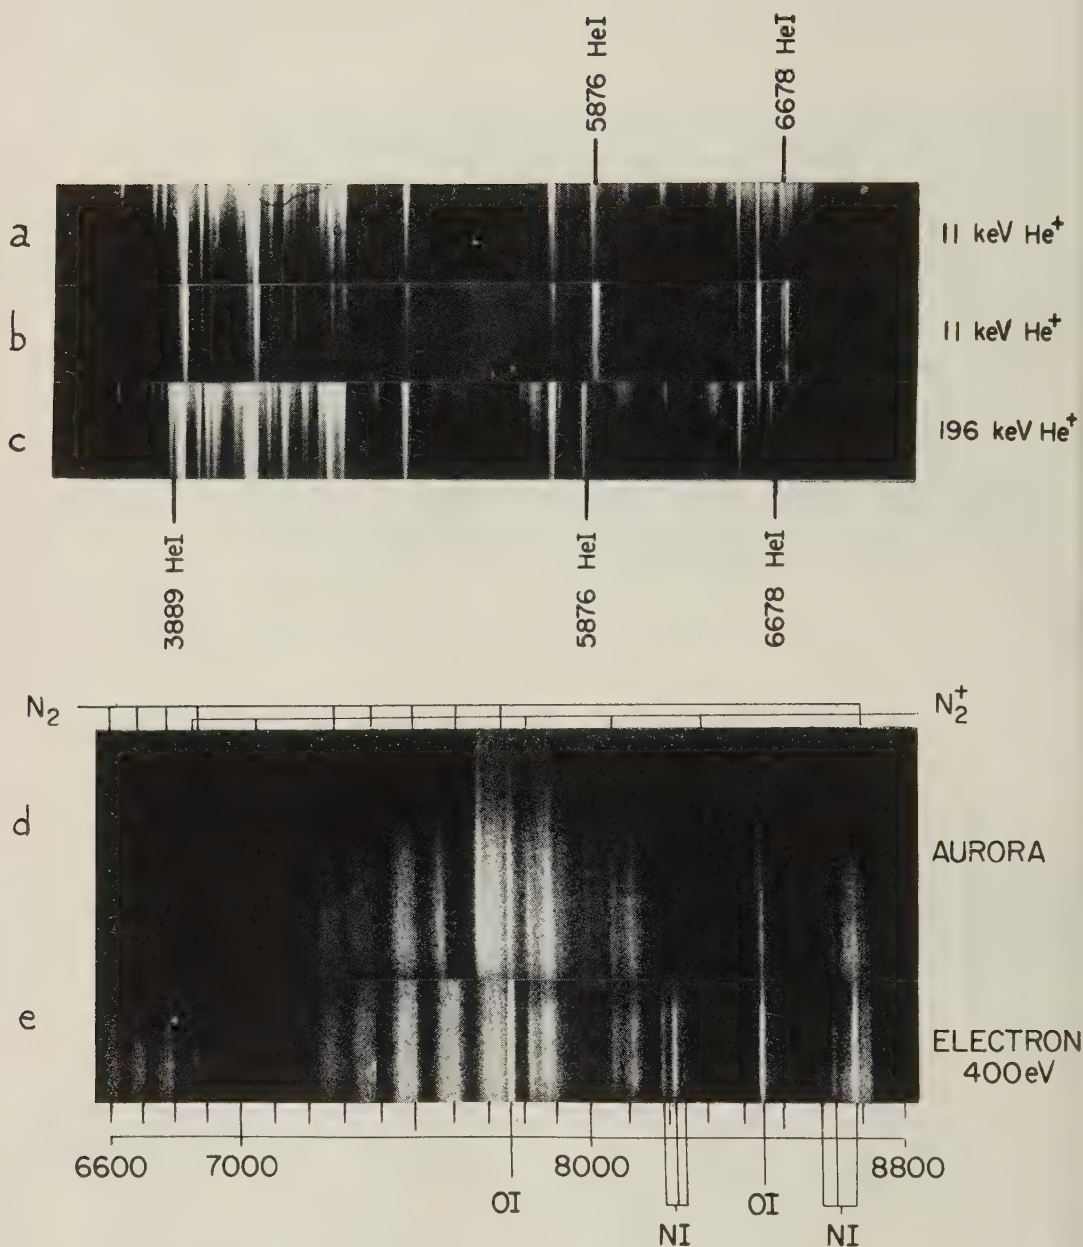 5876 HeI
6678 HeI
a
11 keV He+
b
11 keV He+
c
196 keV He+
3889 HeI
5876 HeI
6678 HeI
N2
N2+
d
AURORA
e
ELECTRON
400eV
6600
7000
8000
8800
OI
NI
OI
NI